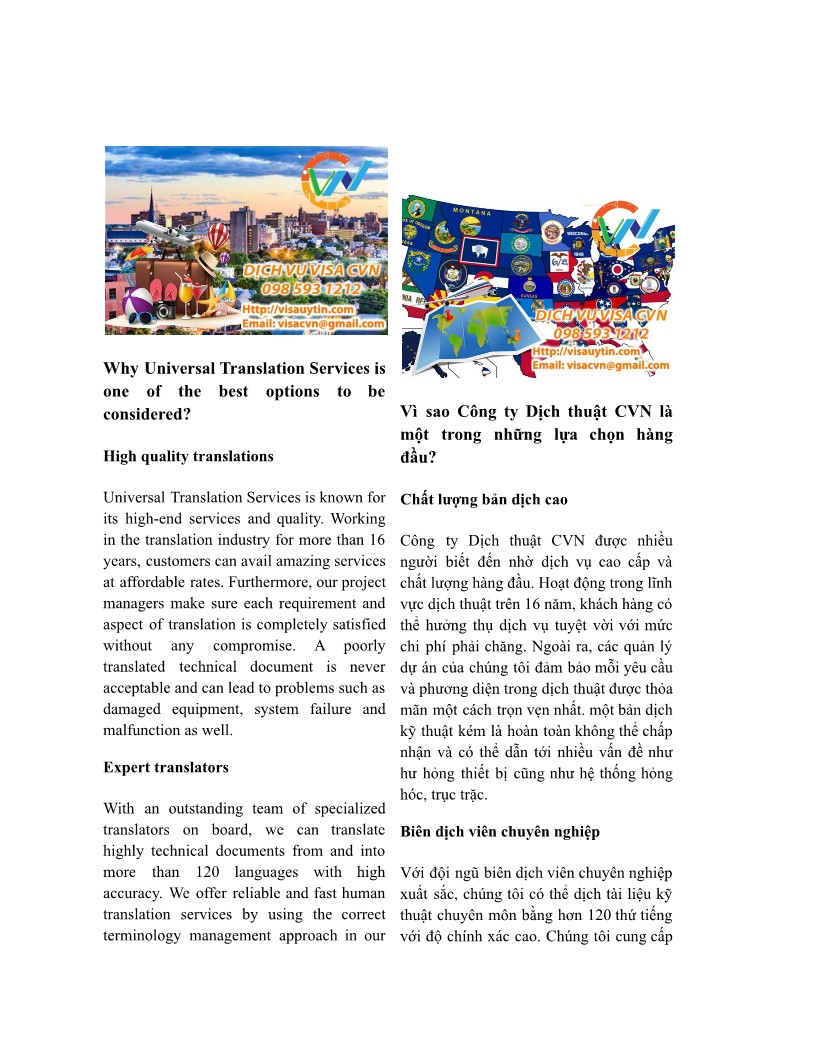 CVN
DỊCH VỤ VISA CVN
098 593 1212
Http://visauytin.com
Email: visacvn@gmail.com
Why Universal Translation Services is
one of the best options to be
considered?
High quality translations
Universal Translation Services is known for
its high-end services and quality. Working
in the translation industry for more than 16
years, customers can avail amazing services
at affordable rates. Furthermore, our project
managers make sure each requirement and
aspect of translation is completely satisfied
without any compromise. A poorly
translated technical document is never
acceptable and can lead to problems such as
damaged equipment, system failure and
malfunction as well.
Expert translators
With an outstanding team of specialized
translators on board, we can translate
highly technical documents from and into
more than 120 languages with high
accuracy. We offer reliable and fast human
translation services by using the correct
terminology management approach in our
MONTANA
OF OREGON
WISCONSIN
1848
KANSAS
CVN
DỊCH VỤ VISA CVN
098 593 1212
Http://visauytin.com
Email: visacvn@gmail.com
Vì sao Công ty Dịch thuật CVN là
một trong những lựa chọn hàng
đầu?
Chất lượng bản dịch cao
Công ty Dịch thuật CVN được nhiều
người biết đến nhờ dịch vụ cao cấp và
chất lượng hàng đầu. Hoạt động trong lĩnh
vực dịch thuật trên 16 năm, khách hàng có
thể hưởng thụ dịch vụ tuyệt vời với mức
chi phí phải chăng. Ngoài ra, các quản lý
dự án của chúng tôi đảm bảo mỗi yêu cầu
và phương diện trong dịch thuật được thỏa
mãn một cách trọn vẹn nhất. một bản dịch
kỹ thuật kém là hoàn toàn không thể chấp
nhận và có thể dẫn tới nhiều vấn đề như
hư hỏng thiết bị cũng như hệ thống hỏng
hóc, trục trặc.
Biên dịch viên chuyên nghiệp
Với đội ngũ biên dịch viên chuyên nghiệp
xuất sắc, chúng tôi có thể dịch tài liệu kỹ
thuật chuyên môn bằng hơn 120 thứ tiếng
với độ chính xác cao. Chúng tôi cung cấp